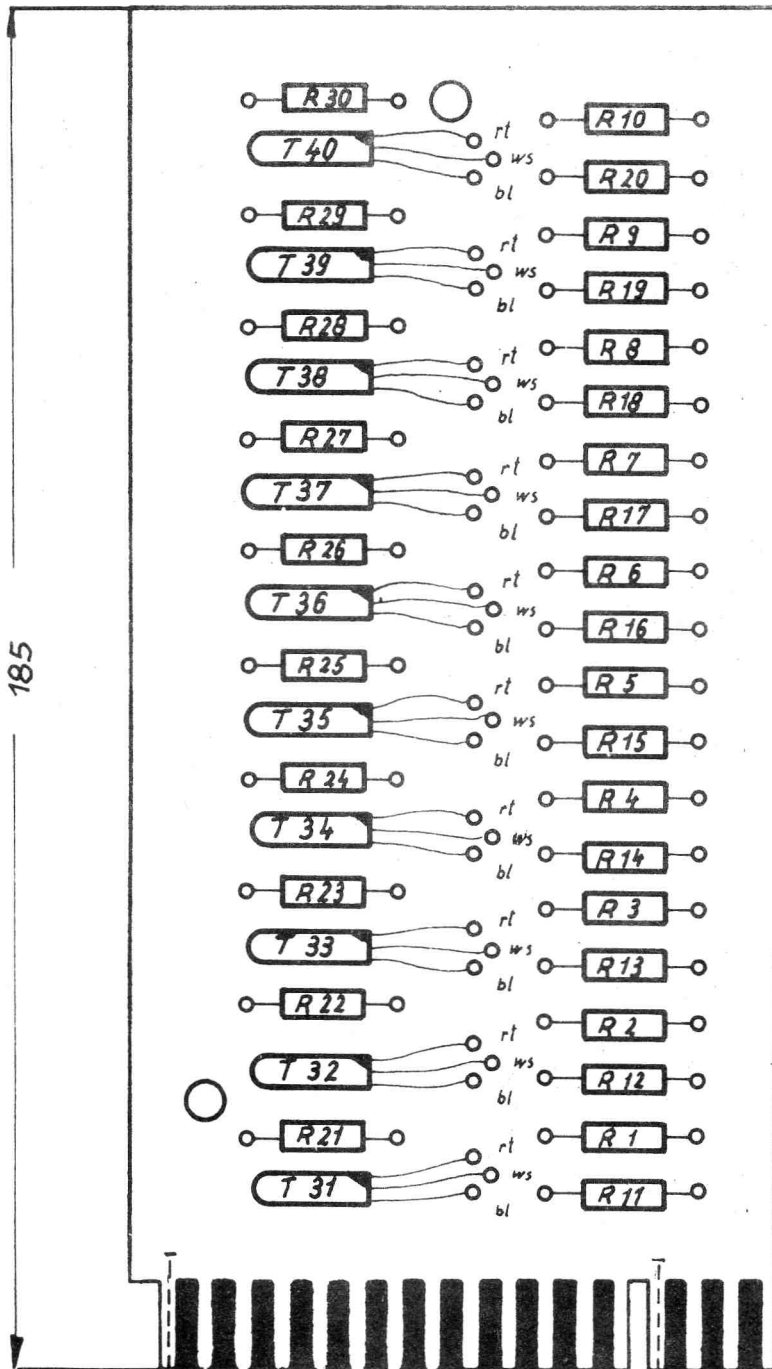 R 30
rt
R 10
T 40
ws
bl
R 20
R 29
rt
R 9
T 39
ws
bl
R 19
R 28
rt
R 8
T 38
ws
bl
R 18
R 27
rt
R 7
T 37
ws
bl
R 17
R 26
rt
R 6
T 36
ws
bl
R 16
185
R 25
rt
R 5
T 35
ws
bl
R 15
R 24
rt
R 4
T 34
ws
bl
R 14
R 23
rt
R 3
T 33
ws
bl
R 13
R 22
rt
R 2
T 32
ws
bl
R 12
R 21
rt
R 1
T 31
ws
bl
R 11